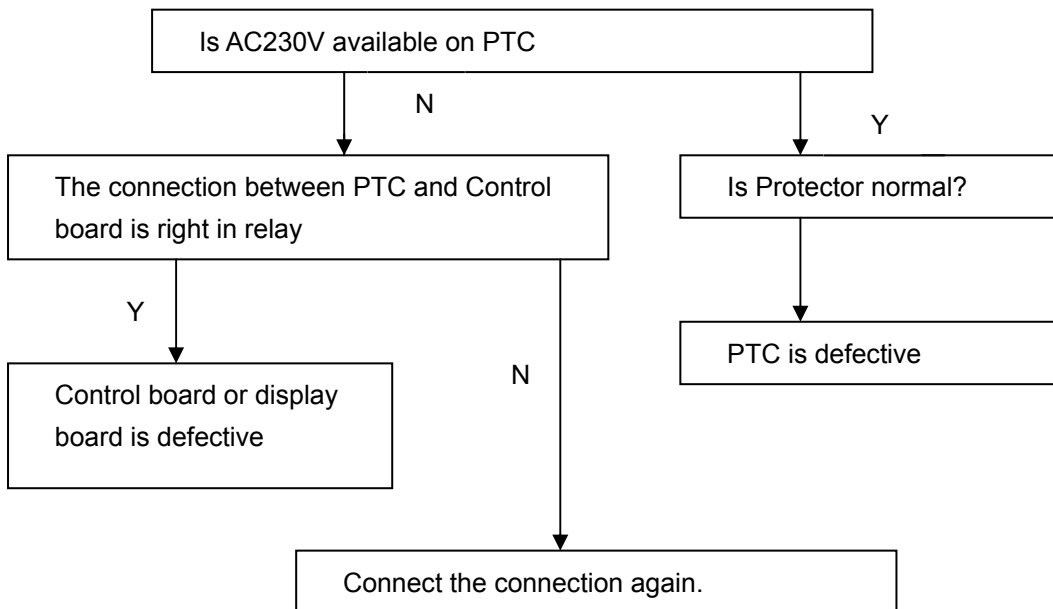 Is AC230V available on PTC
N
Y
The connection between PTC and Control
board is right in relay
Is Protector normal?
Y
N
PTC is defective
Control board or display
board is defective
Connect the connection again.